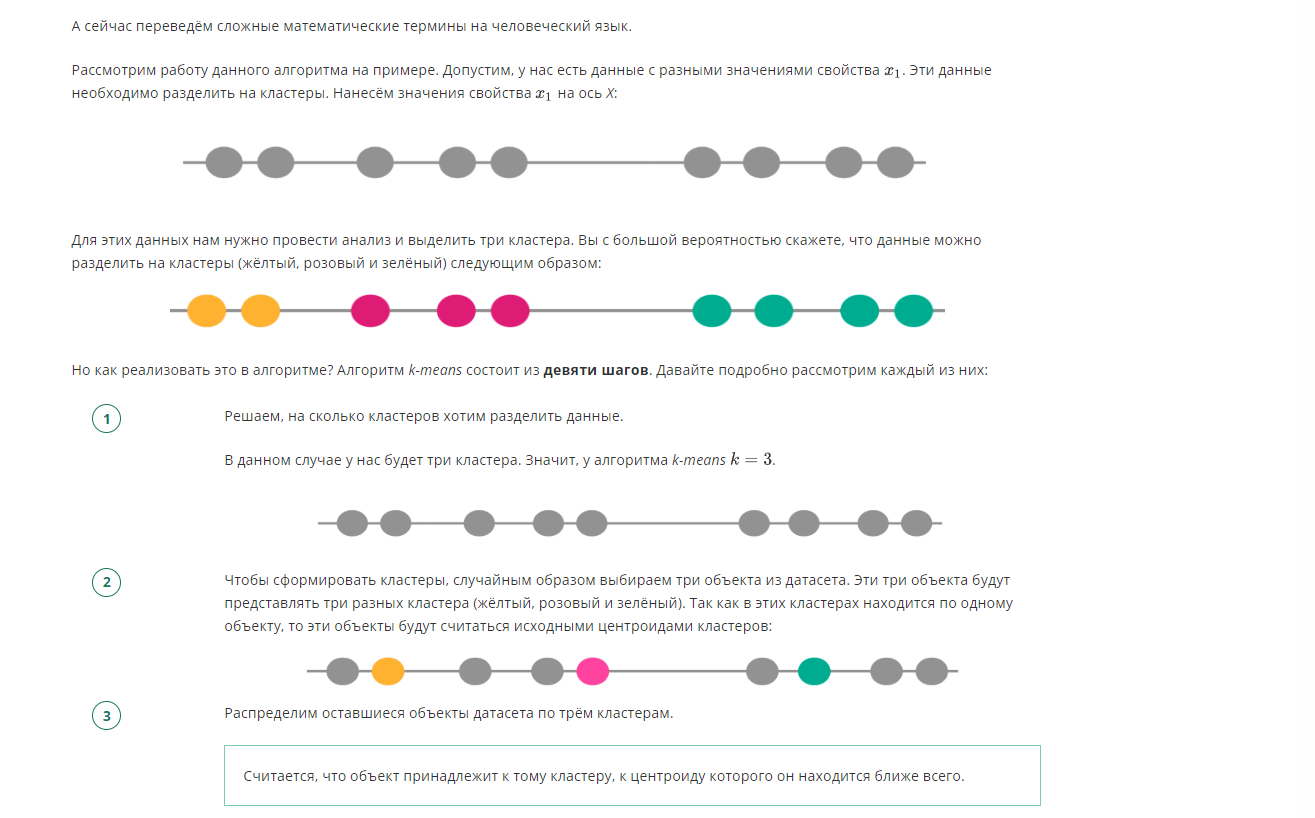 А сейчас переведём сложные математические термины на человеческий язык.
Рассмотрим работу данного алгоритма на примере. Допустим, у нас есть данные с разными значениями свойства x₁. Эти данные
необходимо разделить на кластеры. Нанесём значения свойства x₁ на ось X:
Для этих данных нам нужно провести анализ и выделить три кластера. Вы с большой вероятностью скажете, что данные можно
разделить на кластеры (жёлтый, розовый и зелёный) следующим образом:
Но как реализовать это в алгоритме? Алгоритм k-means состоит из девяти шагов. Давайте подробно рассмотрим каждый из них:
1 Решаем, на сколько кластеров хотим разделить данные.
В данном случае у нас будет три кластера. Значит, у алгоритма k-means k = 3.
2 Чтобы сформировать кластеры, случайным образом выбираем три объекта из датасета. Эти три объекта будут
представлять три разных кластера (жёлтый, розовый и зелёный). Так как в этих кластерах находится по одному
объекту, то эти объекты будут считаться исходными центроидами кластеров:
3 Распределим оставшиеся объекты датасета по трём кластерам.
Считается, что объект принадлежит к тому кластеру, к центроиду которого он находится ближе всего.